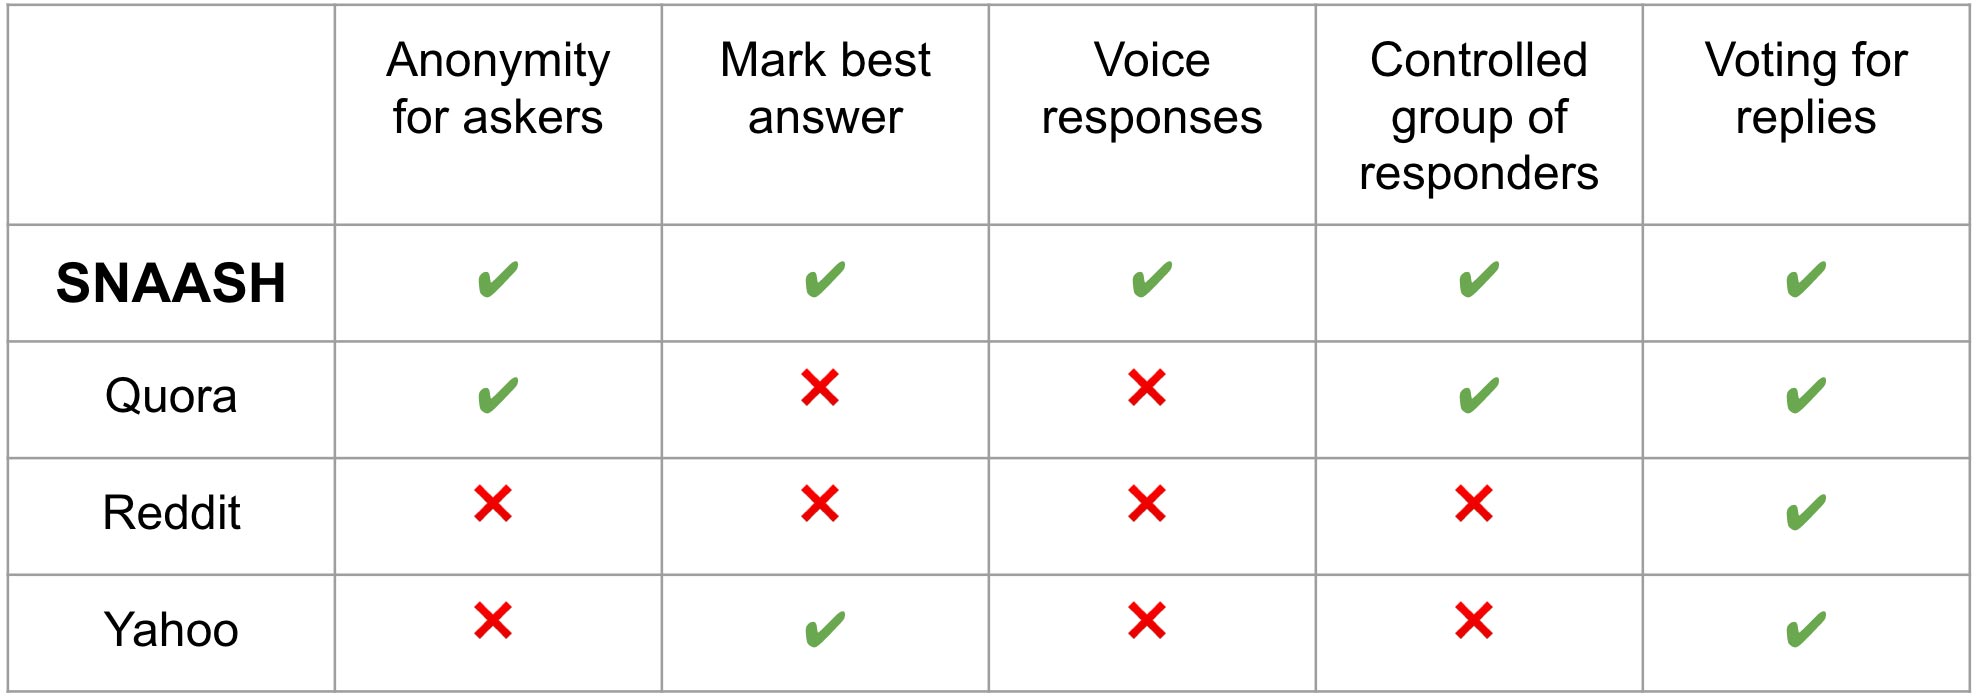 Anonymity
for askers
Mark best
answer
Voice
responses
Controlled
group of
responders
Voting for
replies
SNAASH ✔ ✔ ✔ ✔ ✔
Quora ✔ ✕ ✕ ✔ ✔
Reddit ✕ ✕ ✕ ✕ ✔
Yahoo ✕ ✔ ✕ ✕ ✔